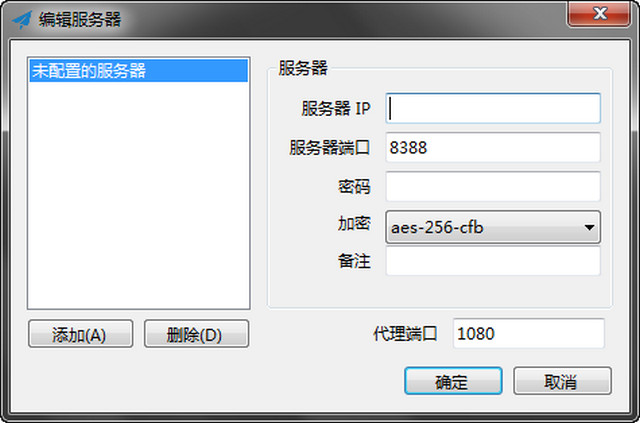 编辑服务器
未配置的服务器
服务器
服务器 IP
服务器端口 8388
密码
加密 aes-256-cfb
备注
添加(A) 删除(D)
代理端口 1080
确定 取消